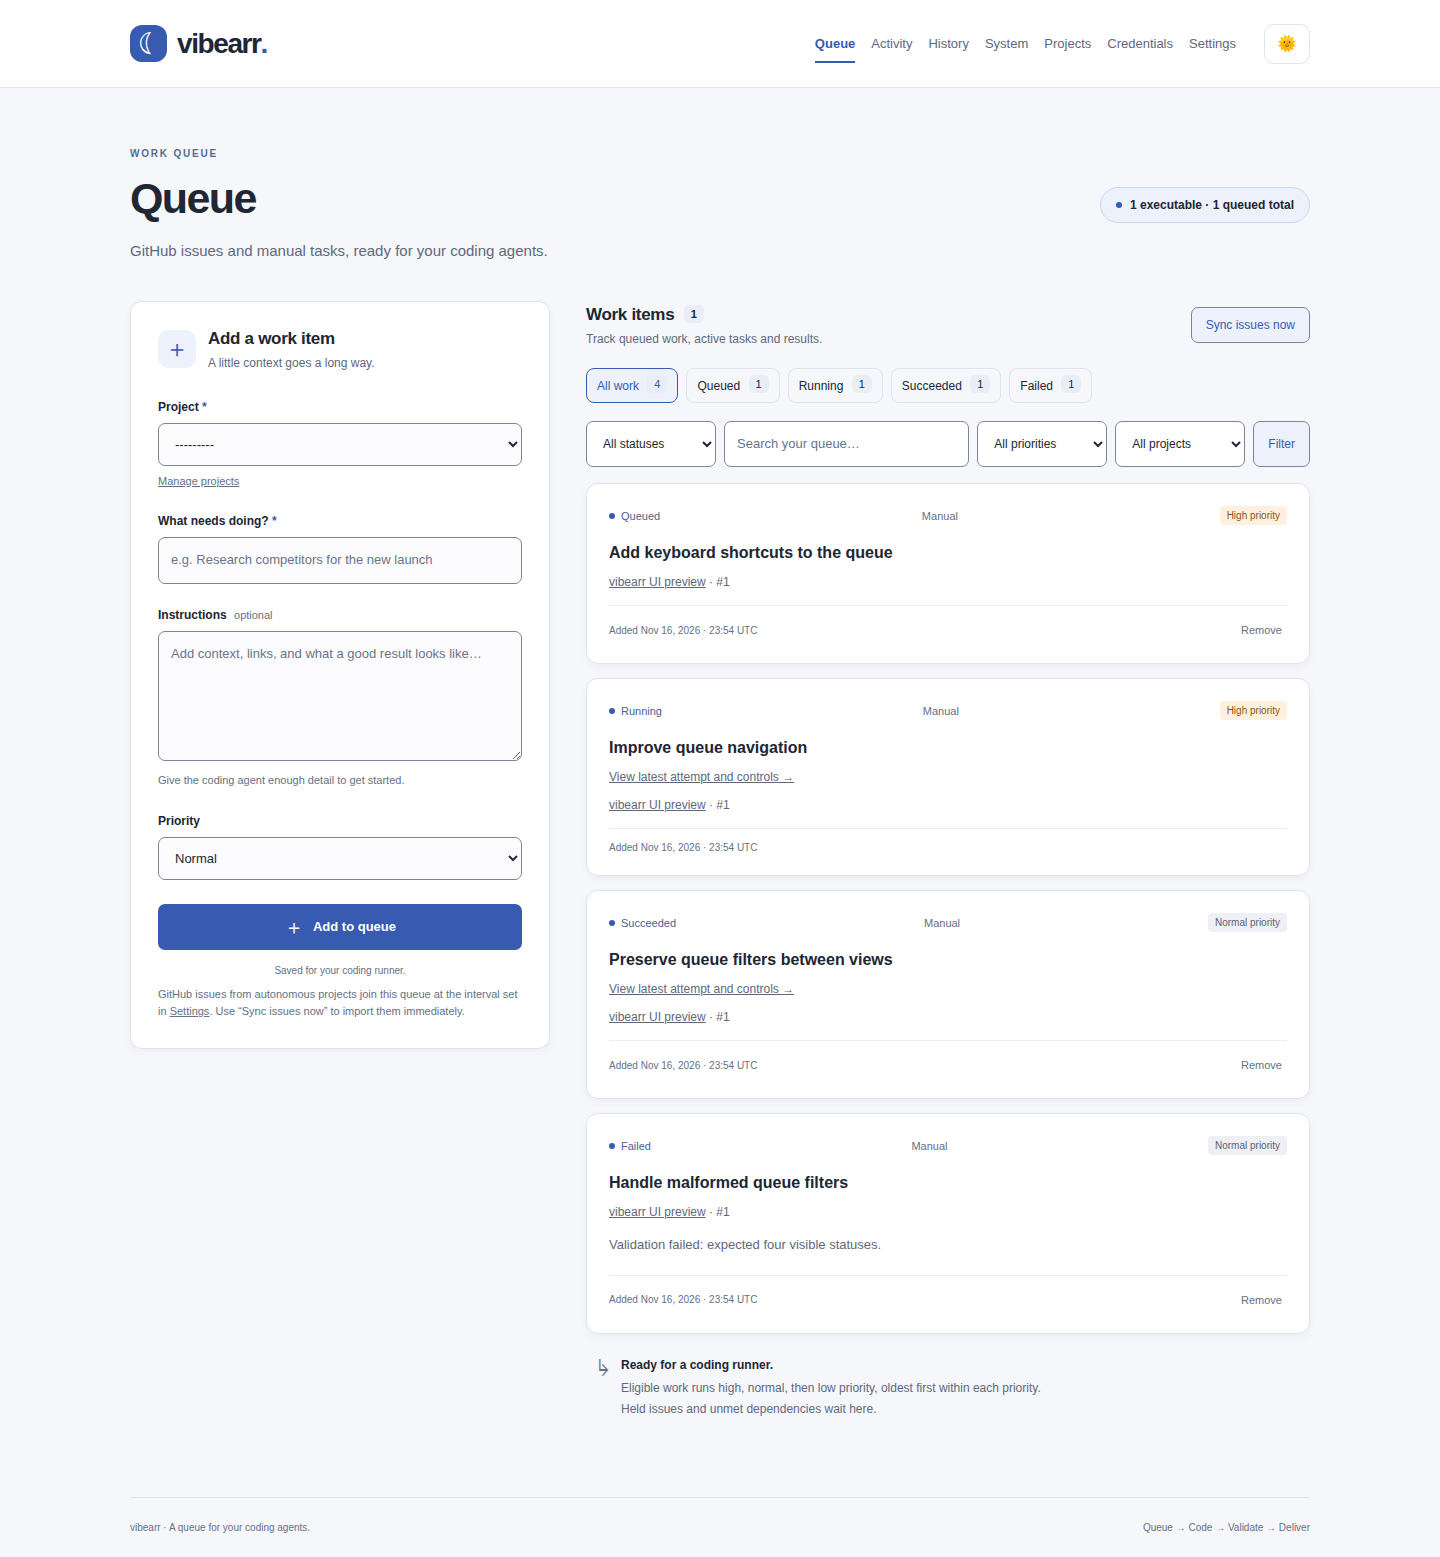 vibearr.
Queue Activity History System Projects Credentials Settings
WORK QUEUE
Queue
GitHub issues and manual tasks, ready for your coding agents.
1 executable · 1 queued total
Add a work item
A little context goes a long way.
Project *
---------
Manage projects
What needs doing? *
e.g. Research competitors for the new launch
Instructions optional
Add context, links, and what a good result looks like…
Give the coding agent enough detail to get started.
Priority
Normal
+ Add to queue
Saved for your coding runner.
GitHub issues from autonomous projects join this queue at the interval set
in Settings. Use “Sync issues now” to import them immediately.
Work items 1
Track queued work, active tasks and results.
Sync issues now
All work 4 Queued 1 Running 1 Succeeded 1 Failed 1
All statuses Search your queue… All priorities All projects Filter
Queued Manual High priority
Add keyboard shortcuts to the queue
vibearr UI preview · #1
Added Nov 16, 2026 · 23:54 UTC Remove
Running Manual High priority
Improve queue navigation
View latest attempt and controls →
vibearr UI preview · #1
Added Nov 16, 2026 · 23:54 UTC
Succeeded Manual Normal priority
Preserve queue filters between views
View latest attempt and controls →
vibearr UI preview · #1
Added Nov 16, 2026 · 23:54 UTC Remove
Failed Manual Normal priority
Handle malformed queue filters
vibearr UI preview · #1
Validation failed: expected four visible statuses.
Added Nov 16, 2026 · 23:54 UTC Remove
↳ Ready for a coding runner.
Eligible work runs high, normal, then low priority, oldest first within each priority.
Held issues and unmet dependencies wait here.
vibearr · A queue for your coding agents.
Queue → Code → Validate → Deliver